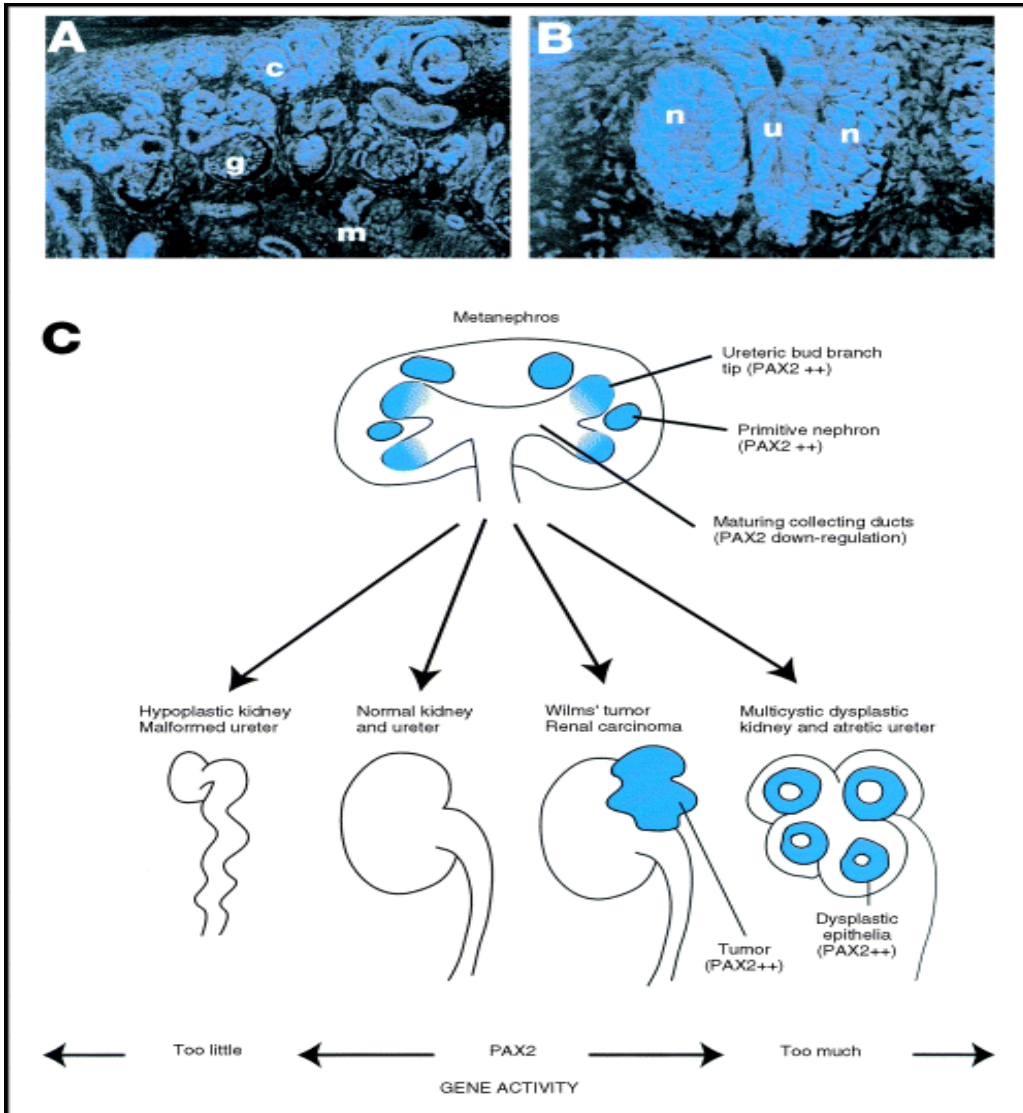 A
c
g
m
B
n
u
n
C
Metanephros
Ureteric bud branch
tip (PAX2 ++)
Primitive nephron
(PAX2 ++)
Maturing collecting ducts
(PAX2 down-regulation)
Hypoplastic kidney
Malformed ureter
Normal kidney
and ureter
Wilms' tumor
Renal carcinoma
Multicystic dysplastic
kidney and atretic ureter
Tumor
(PAX2++)
Dysplastic
epithelia
(PAX2++)
Too little
PAX2
Too much
GENE ACTIVITY